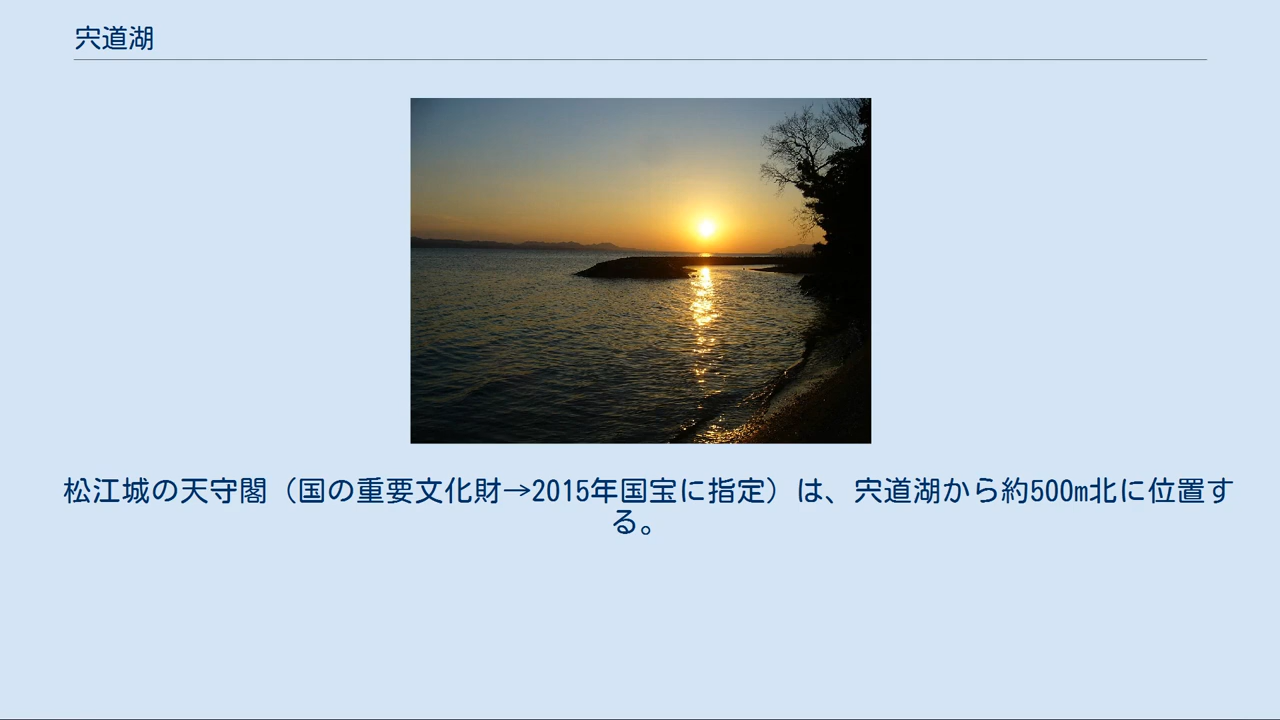 宍道湖
松江城の天守閣（国の重要文化財→2015年国宝に指定）は、宍道湖から約500m北に位置す
る。